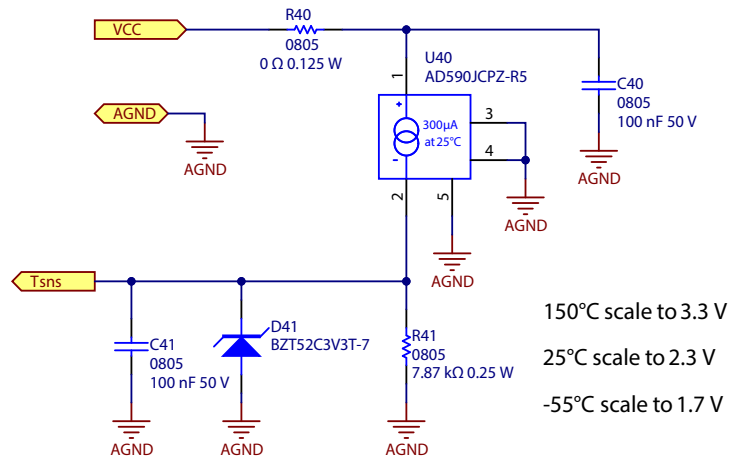 R40
VCC
0805
0 Ω 0.125 W
U40
AD590JCPZ-R5
1
C40
0805
100 nF 50 V
+
300µA
at 25°C
-
3
4
AGND
AGND
AGND
2
5
AGND
AGND
Tsns
C41
0805
100 nF 50 V
D41
BZT52C3V3T-7
R41
0805
7.87 kΩ 0.25 W
150°C scale to 3.3 V
25°C scale to 2.3 V
-55°C scale to 1.7 V
AGND
AGND
AGND